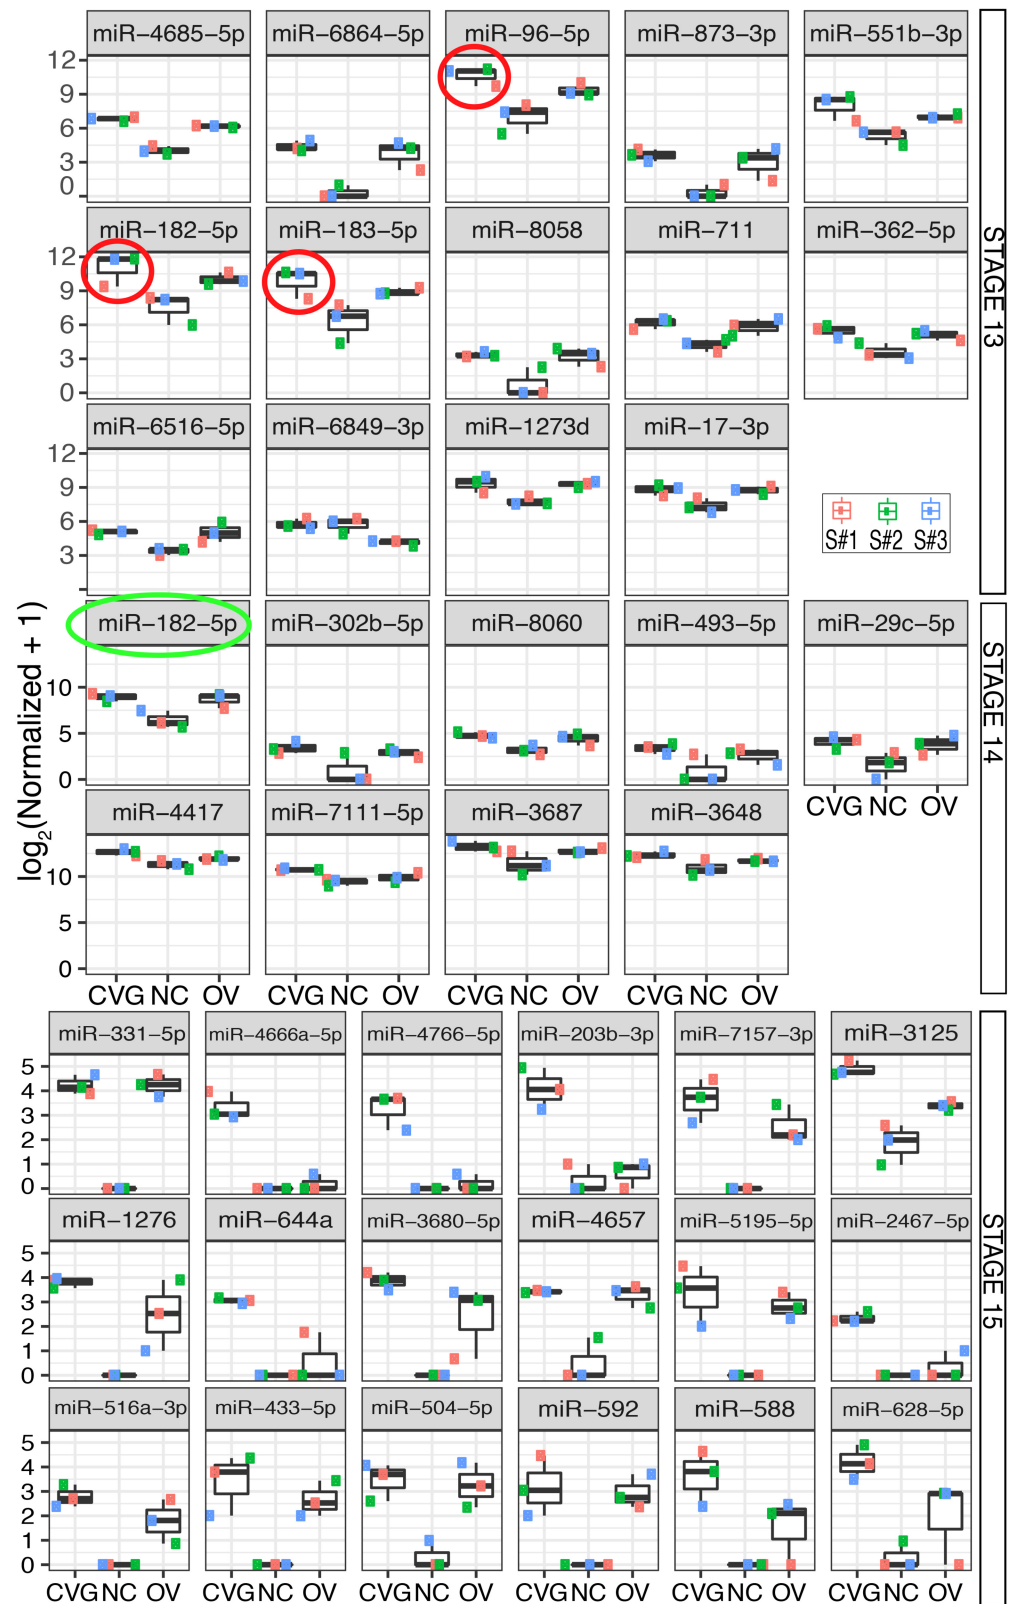 miR−4685−5p miR−6864−5p miR−96−5p miR−873−3p miR−551b−3p
12
9
6
3
0
miR−182−5p miR−183−5p miR−8058 miR−711 miR−362−5p
12
9
6
3
0
STAGE 13
miR−6516−5p miR−6849−3p miR−1273d miR−17−3p
12
9
6
3
S#1 S#2 S#3
log2(Normalized + 1)
miR−182−5p miR−302b−5p miR−8060 miR−493−5p miR−29c−5p
10
5
0
CVG NC OV
STAGE 14
miR−4417 miR−7111−5p miR−3687 miR−3648
10
5
0
CVG NC OV CVG NC OV CVG NC OV CVG NC OV
miR−331−5p miR−4666a−5p miR−4766−5p miR−203b−3p miR−7157−3p miR−3125
5
4
3
2
1
0
miR−1276 miR−644a miR−3680−5p miR−4657 miR−5195−5p miR−2467−5p
5
4
3
2
1
0
STAGE 15
miR−516a−3p miR−433−5p miR−504−5p miR−592 miR−588 miR−628−5p
5
4
3
2
1
0
CVG NC OV CVG NC OV CVG NC OV CVG NC OV CVG NC OV CVG NC OV